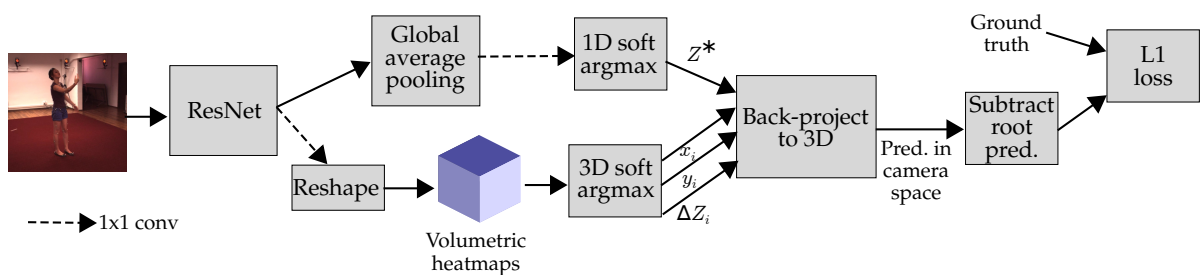 ResNet
Global
average
pooling
1D soft
argmax
Z*
Reshape
Volumetric
heatmaps
3D soft
argmax
x_i
y_i
ΔZ_i
Back-project
to 3D
Pred. in
camera
space
Subtract
root
pred.
Ground
truth
L1
loss
1x1 conv